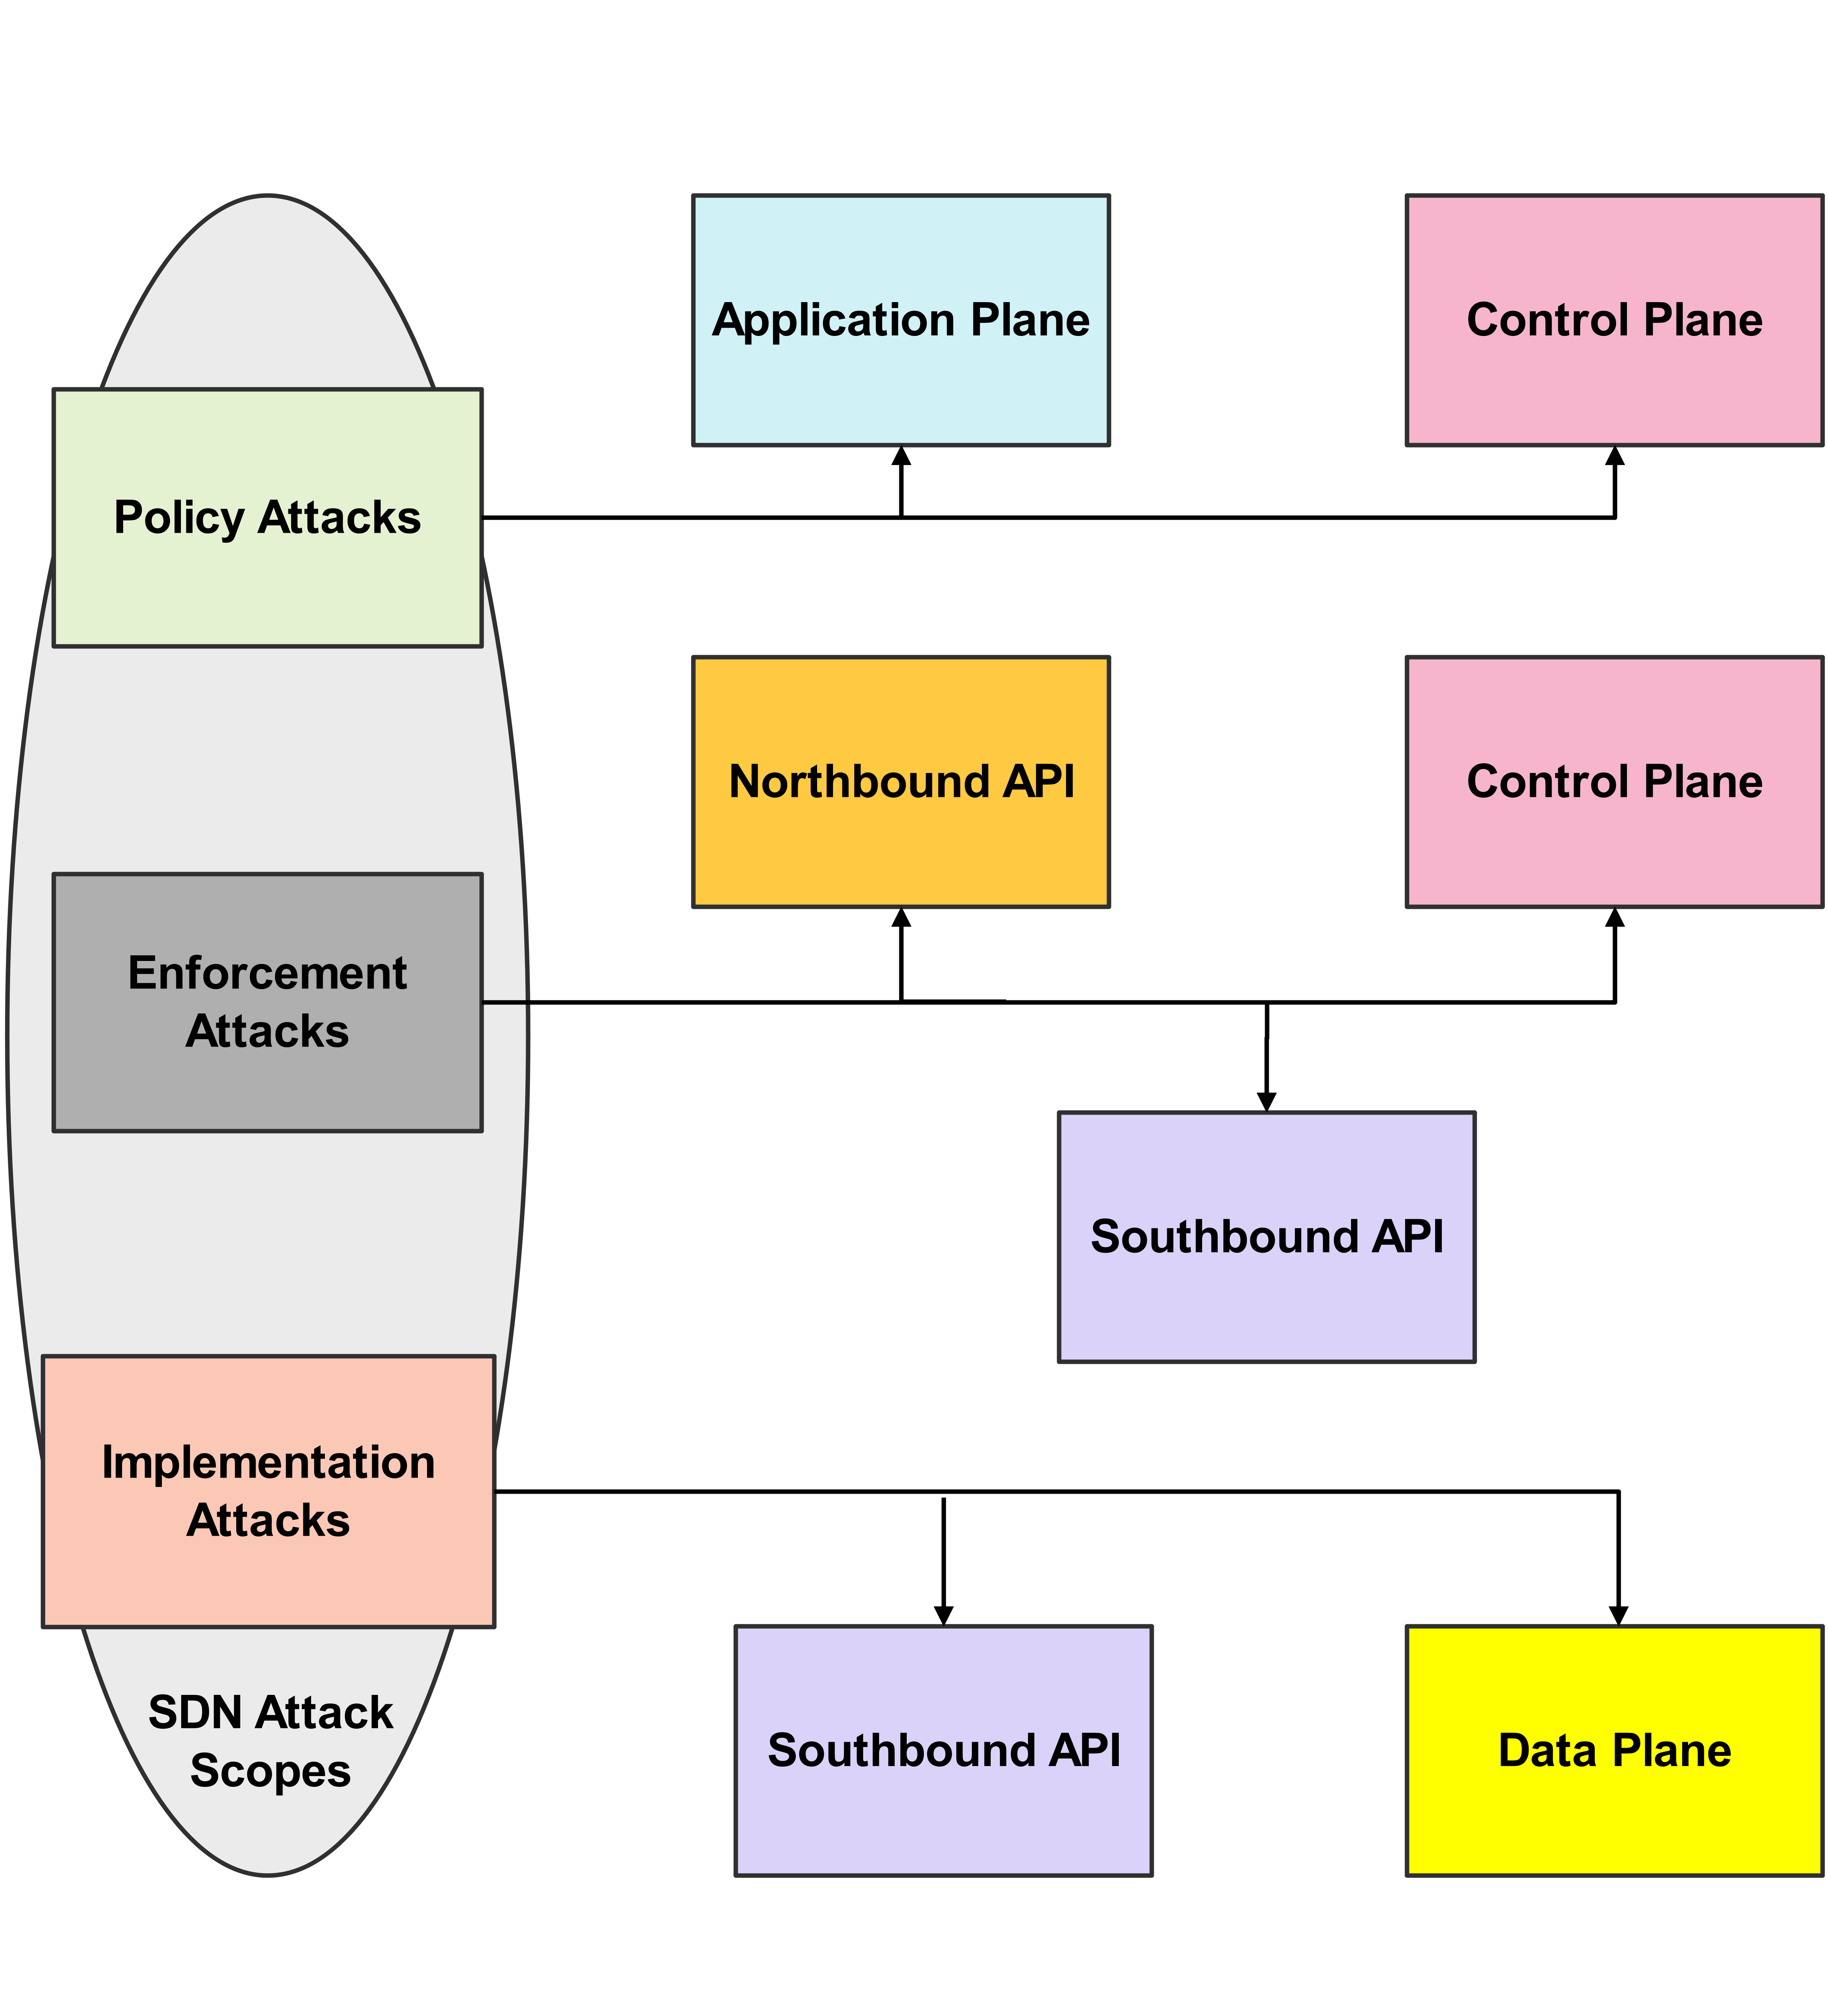 Application Plane
Control Plane
Policy Attacks
Northbound API
Control Plane
Enforcement
Attacks
Southbound API
Implementation
Attacks
SDN Attack
Scopes
Southbound API
Data Plane